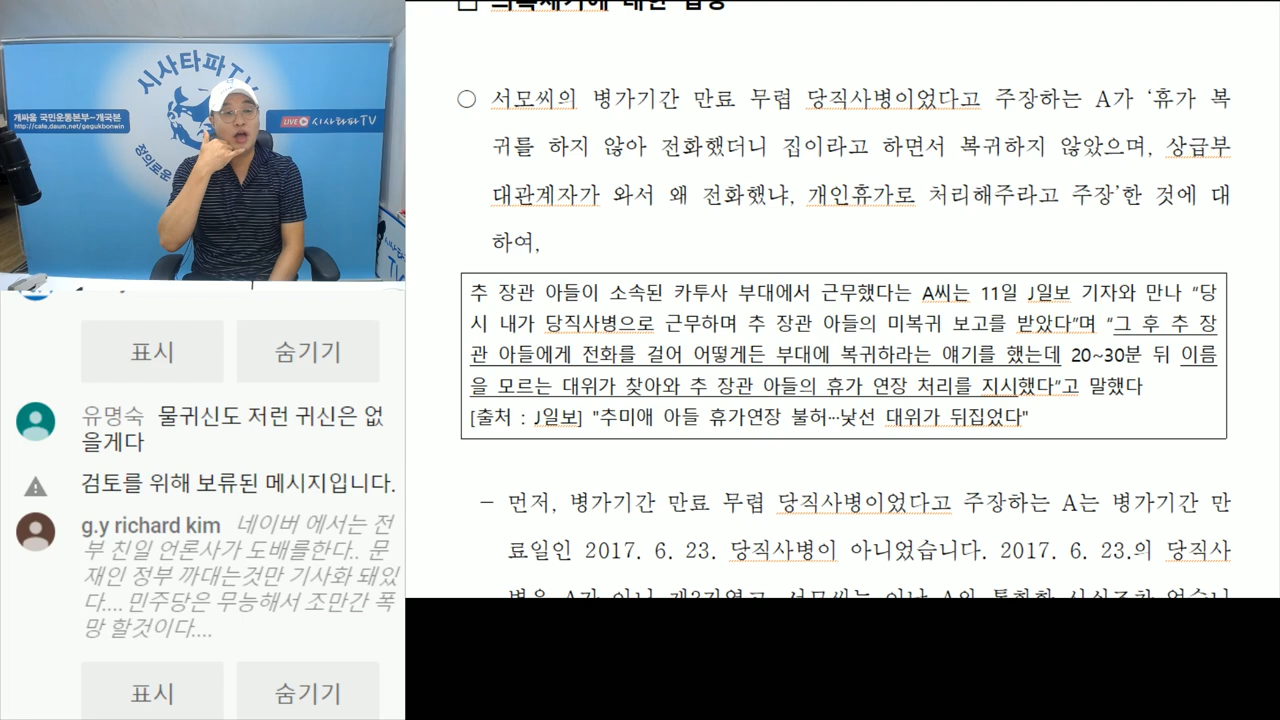 시사타파TV
개싸움 국민운동본부-개국본
http://cafe.daum.net/gegukbonwin
LIVE 시사타파TV
정의로운
표시 숨기기
유명숙 물귀신도 저런 귀신은 없
을게다
검토를 위해 보류된 메시지입니다.
g.y richard kim 네이버 에서는 전
부 친일 언론사가 도배를한다.. 문
재인 정부 까대는것만 기사화 돼있
다.... 민주당은 무능해서 조만간 폭
망 할것이다....
표시 숨기기
○ 서모씨의 병가기간 만료 무렵 당직사병이었다고 주장하는 A가 ‘휴가 복
귀를 하지 않아 전화했더니 집이라고 하면서 복귀하지 않았으며, 상급부
대관계자가 와서 왜 전화했냐, 개인휴가로 처리해주라고 주장’한 것에 대
하여,
추 장관 아들이 소속된 카투사 부대에서 근무했다는 A씨는 11일 J일보 기자와 만나 “당
시 내가 당직사병으로 근무하며 추 장관 아들의 미복귀 보고를 받았다”며 “그 후 추 장
관 아들에게 전화를 걸어 어떻게든 부대에 복귀하라는 얘기를 했는데 20~30분 뒤 이름
을 모르는 대위가 찾아와 추 장관 아들의 휴가 연장 처리를 지시했다”고 말했다
[출처 : J일보] "추미애 아들 휴가연장 불허…낯선 대위가 뒤집었다"
－ 먼저, 병가기간 만료 무렵 당직사병이었다고 주장하는 A는 병가기간 만
료일인 2017. 6. 23. 당직사병이 아니었습니다. 2017. 6. 23.의 당직사